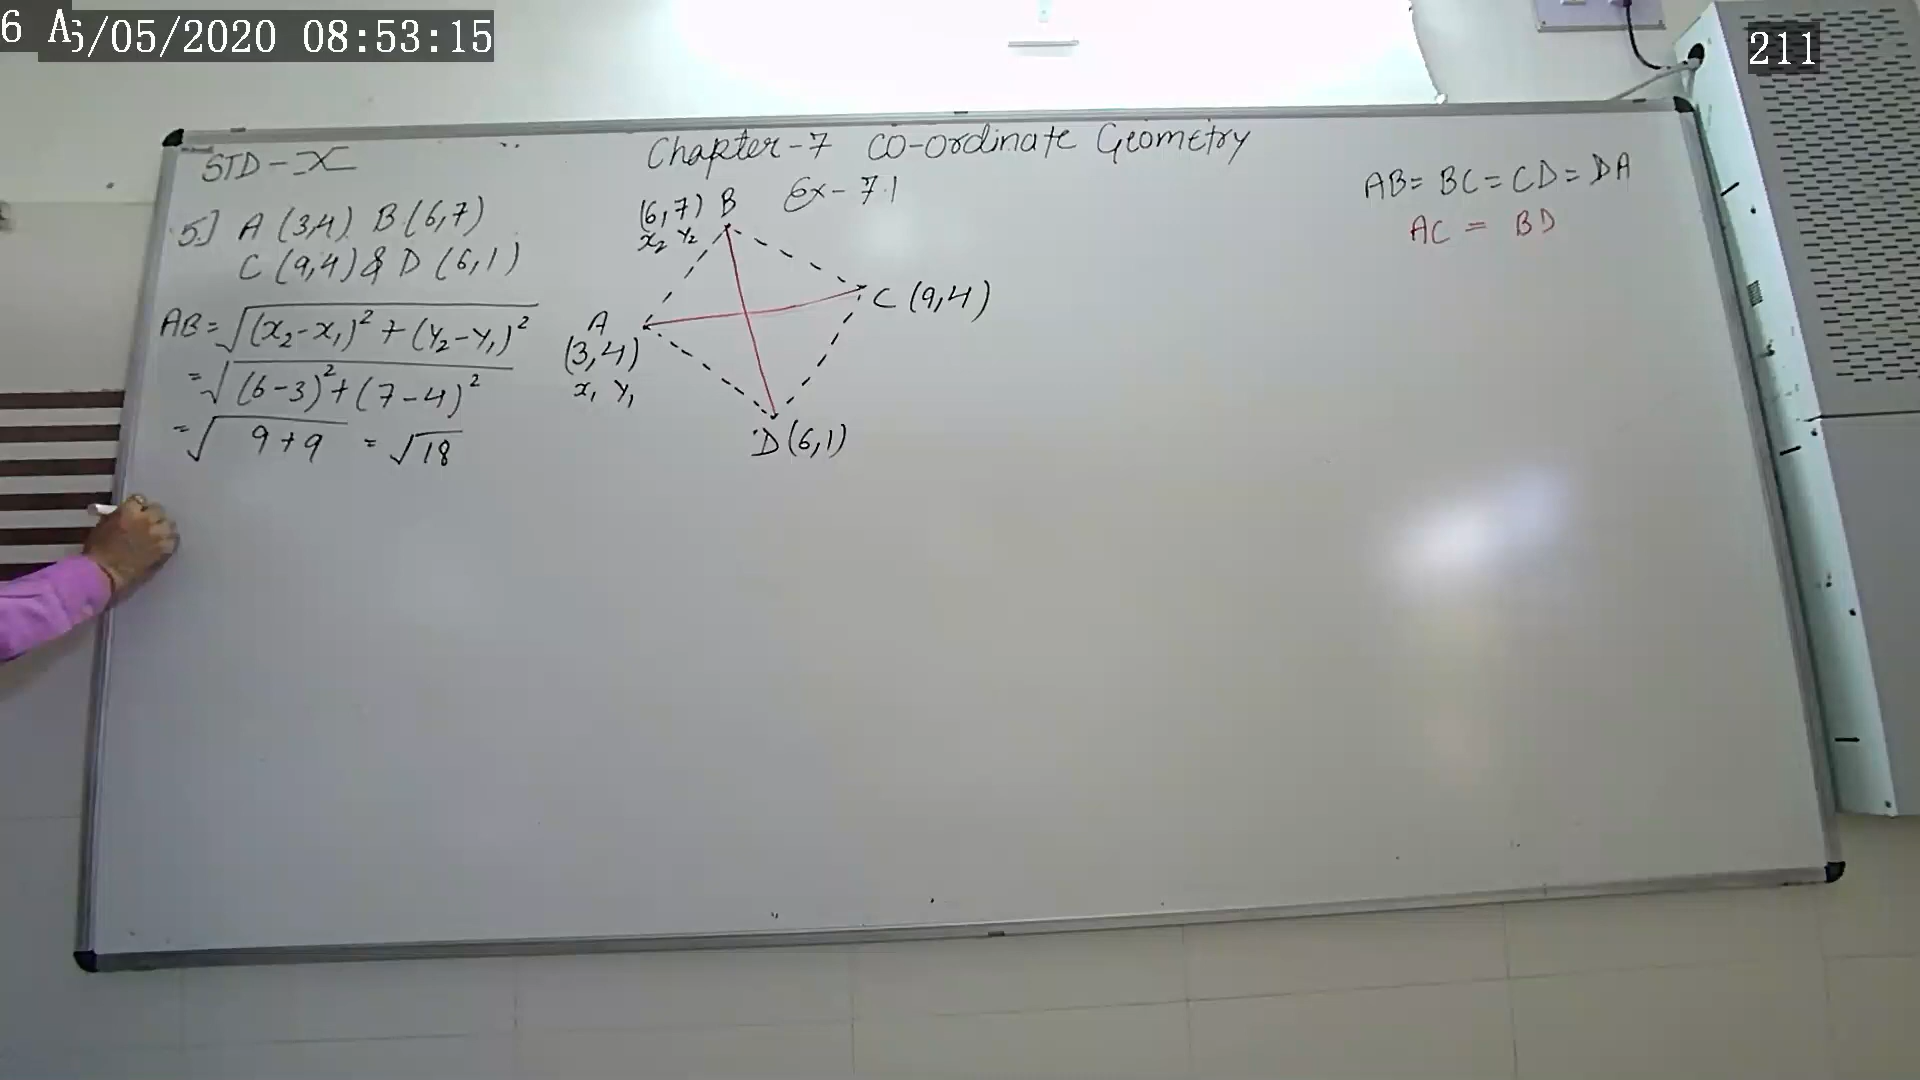 6 A
5/05/2020 08:53:15
211
STD-X
Chapter-7 CO-Ordinate Geometry
Ex-7.1
5.] A (3,4) B (6,7)
C (9,4) & D (6,1)
AB = √(x₂-x₁)² + (y₂-y₁)²
= √(6-3)² + (7-4)²
= √9+9 = √18
(6,7) B
x₂ y₂
A
(3,4)
x₁ y₁
C (9,4)
D (6,1)
AB = BC = CD = DA
AC = BD